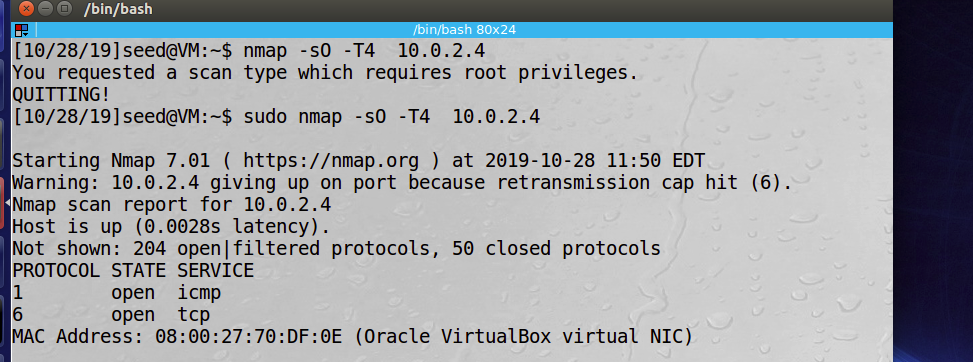 /bin/bash
/bin/bash 80x24
[10/28/19]seed@VM:~$ nmap -sO -T4  10.0.2.4
You requested a scan type which requires root privileges.
QUITTING!
[10/28/19]seed@VM:~$ sudo nmap -sO -T4  10.0.2.4
Starting Nmap 7.01 ( https://nmap.org ) at 2019-10-28 11:50 EDT
Warning: 10.0.2.4 giving up on port because retransmission cap hit (6).
Nmap scan report for 10.0.2.4
Host is up (0.0028s latency).
Not shown: 204 open|filtered protocols, 50 closed protocols
PROTOCOL STATE SERVICE
1        open  icmp
6        open  tcp
MAC Address: 08:00:27:70:DF:0E (Oracle VirtualBox virtual NIC)